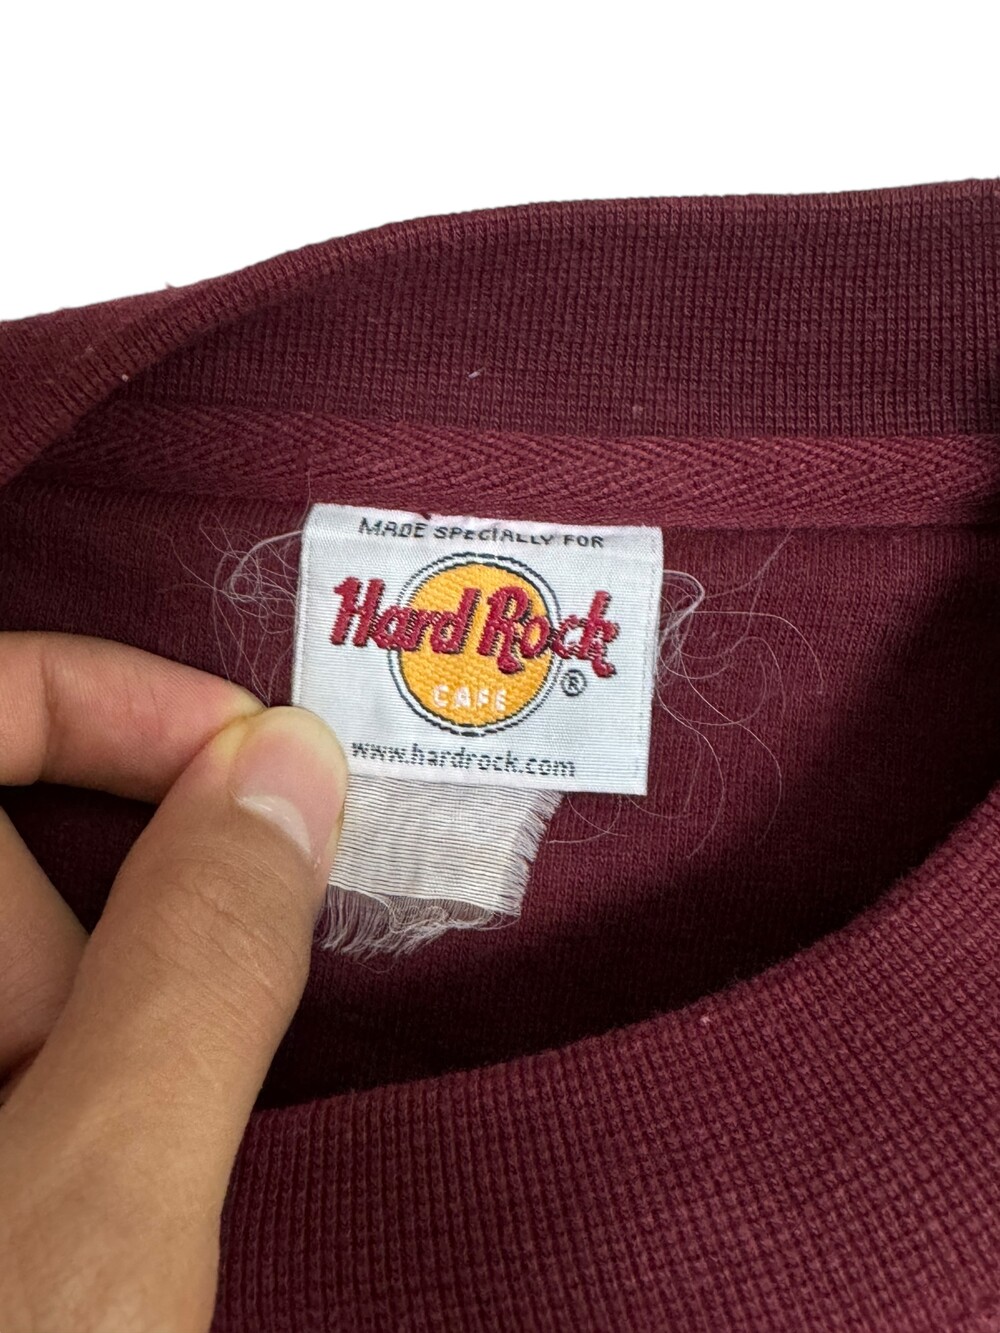 MADE SPECIALLY FOR
Hard Rock
CAFE
®
www.hardrock.com